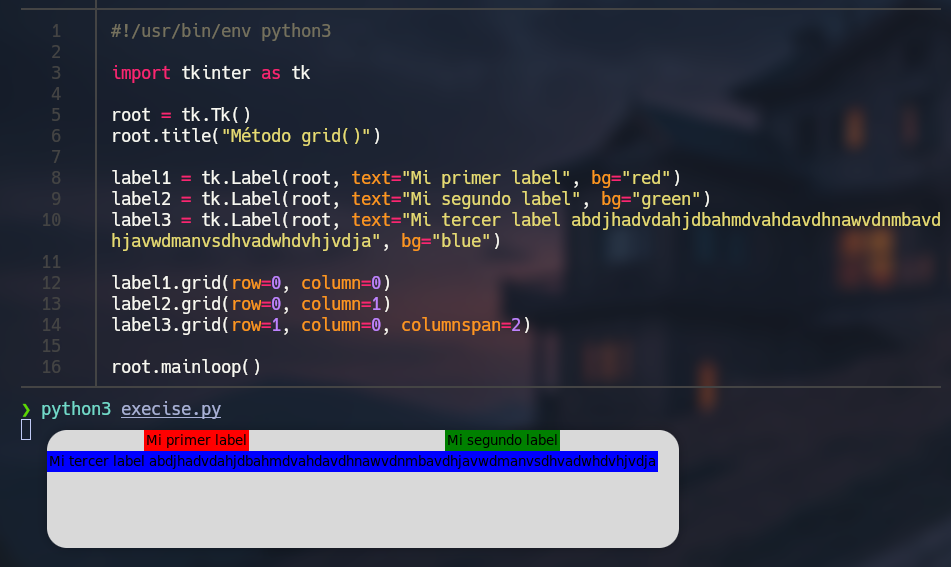 1 #!/usr/bin/env python3
2
3 import tkinter as tk
4
5 root = tk.Tk()
6 root.title("Método grid()")
7
8 label1 = tk.Label(root, text="Mi primer label", bg="red")
9 label2 = tk.Label(root, text="Mi segundo label", bg="green")
10 label3 = tk.Label(root, text="Mi tercer label abdjhadvdahjdbahmdvahdavdhnawvdnmbavd
hjavwdmanvsdhvadwhdvhjvdja", bg="blue")
11
12 label1.grid(row=0, column=0)
13 label2.grid(row=0, column=1)
14 label3.grid(row=1, column=0, columnspan=2)
15
16 root.mainloop()
❯ python3 execise.py
Mi primer label Mi segundo label
Mi tercer label abdjhadvdahjdbahmdvahdavdhnawvdnmbavdhjavwdmanvsdhvadwhdvhjvdja